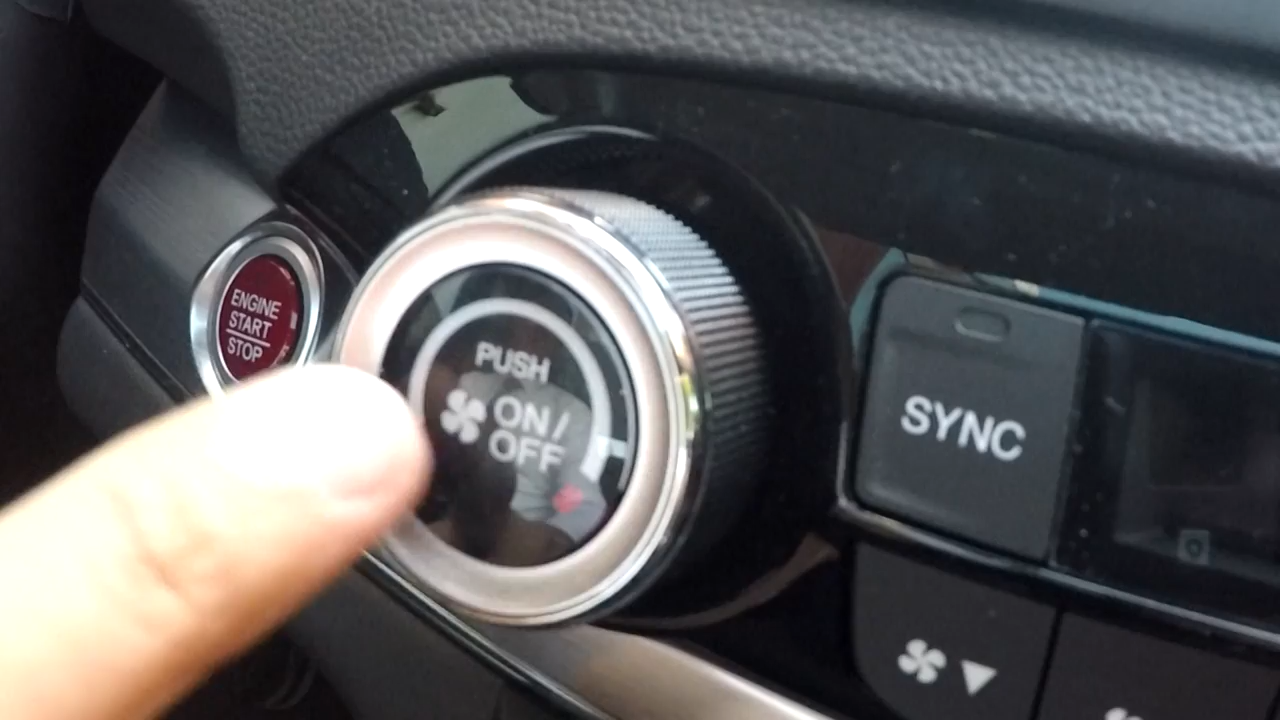 ENGINE
START
STOP
PUSH
ON/
OFF
SYNC